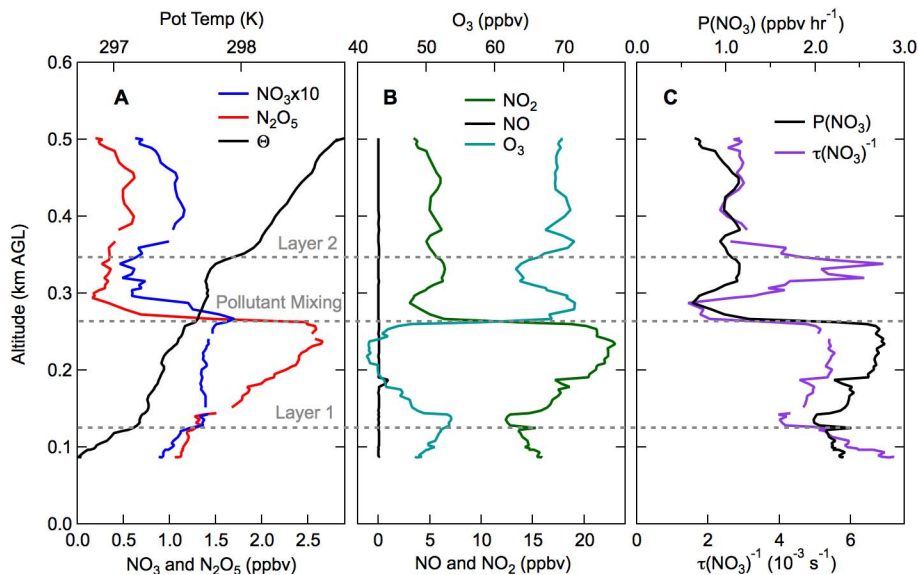 Pot Temp (K)
O3 (ppbv)
P(NO3) (ppbv hr-1)
297 298
40 50 60 70
0.0 1.0 2.0 3.0
A
NO3x10
N2O5
Θ
B
NO2
NO
O3
C
P(NO3)
τ(NO3)-1
Altitude (km AGL)
0.6
0.5
0.4
0.3
0.2
0.1
0.0
Layer 2
Pollutant Mixing
Layer 1
0.0 0.5 1.0 1.5 2.0 2.5
0 5 10 15 20
2 4 6
NO3 and N2O5 (ppbv)
NO and NO2 (ppbv)
τ(NO3)-1 (10-3 s-1)